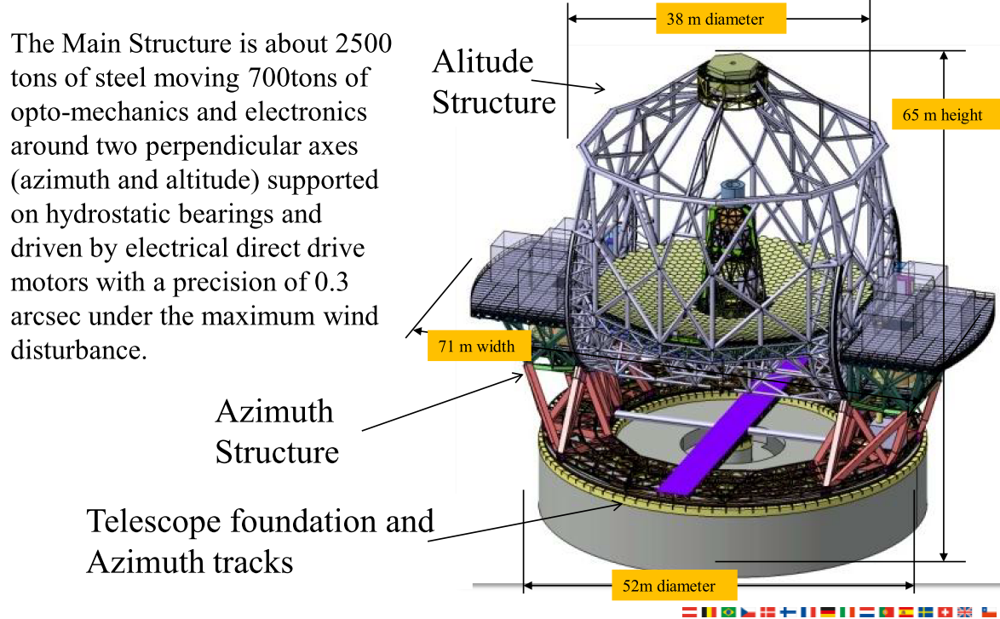 The Main Structure is about 2500
tons of steel moving 700tons of
opto-mechanics and electronics
around two perpendicular axes
(azimuth and altitude) supported
on hydrostatic bearings and
driven by electrical direct drive
motors with a precision of 0.3
arcsec under the maximum wind
disturbance.
38 m diameter
Alitude
Structure
65 m height
71 m width
Azimuth
Structure
Telescope foundation and
Azimuth tracks
52m diameter